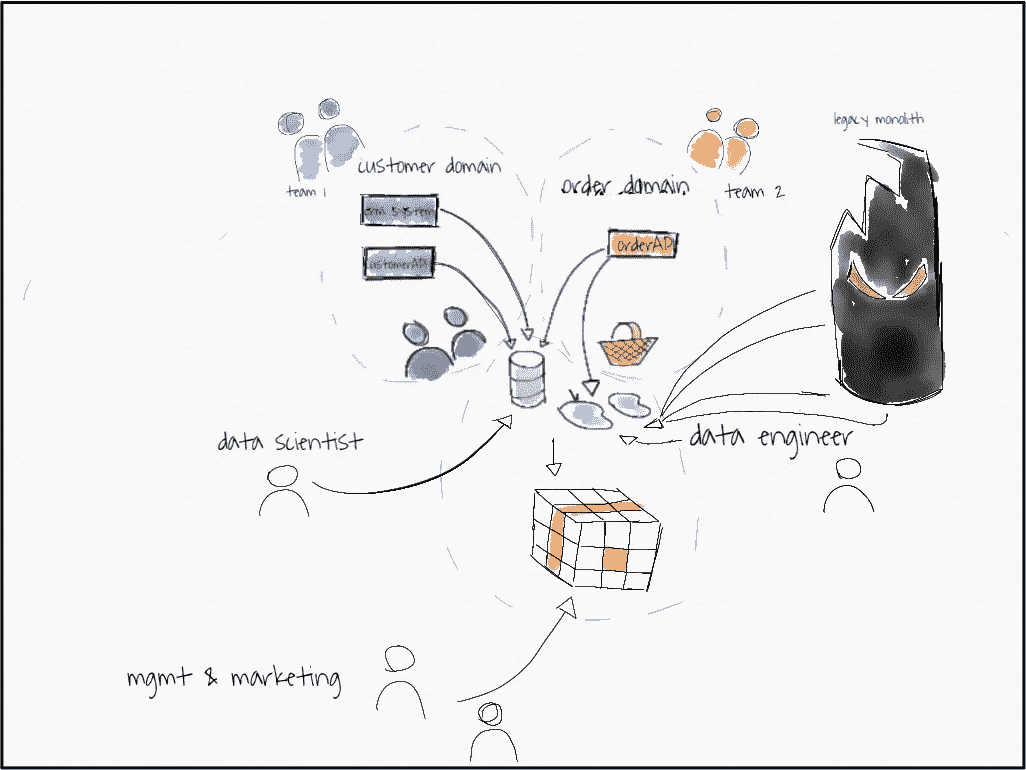 legacy monolith
customer domain
order domain
team 1
team 2
crm system
orderAPI
customerAPI
data scientist
data engineer
mgmt & marketing